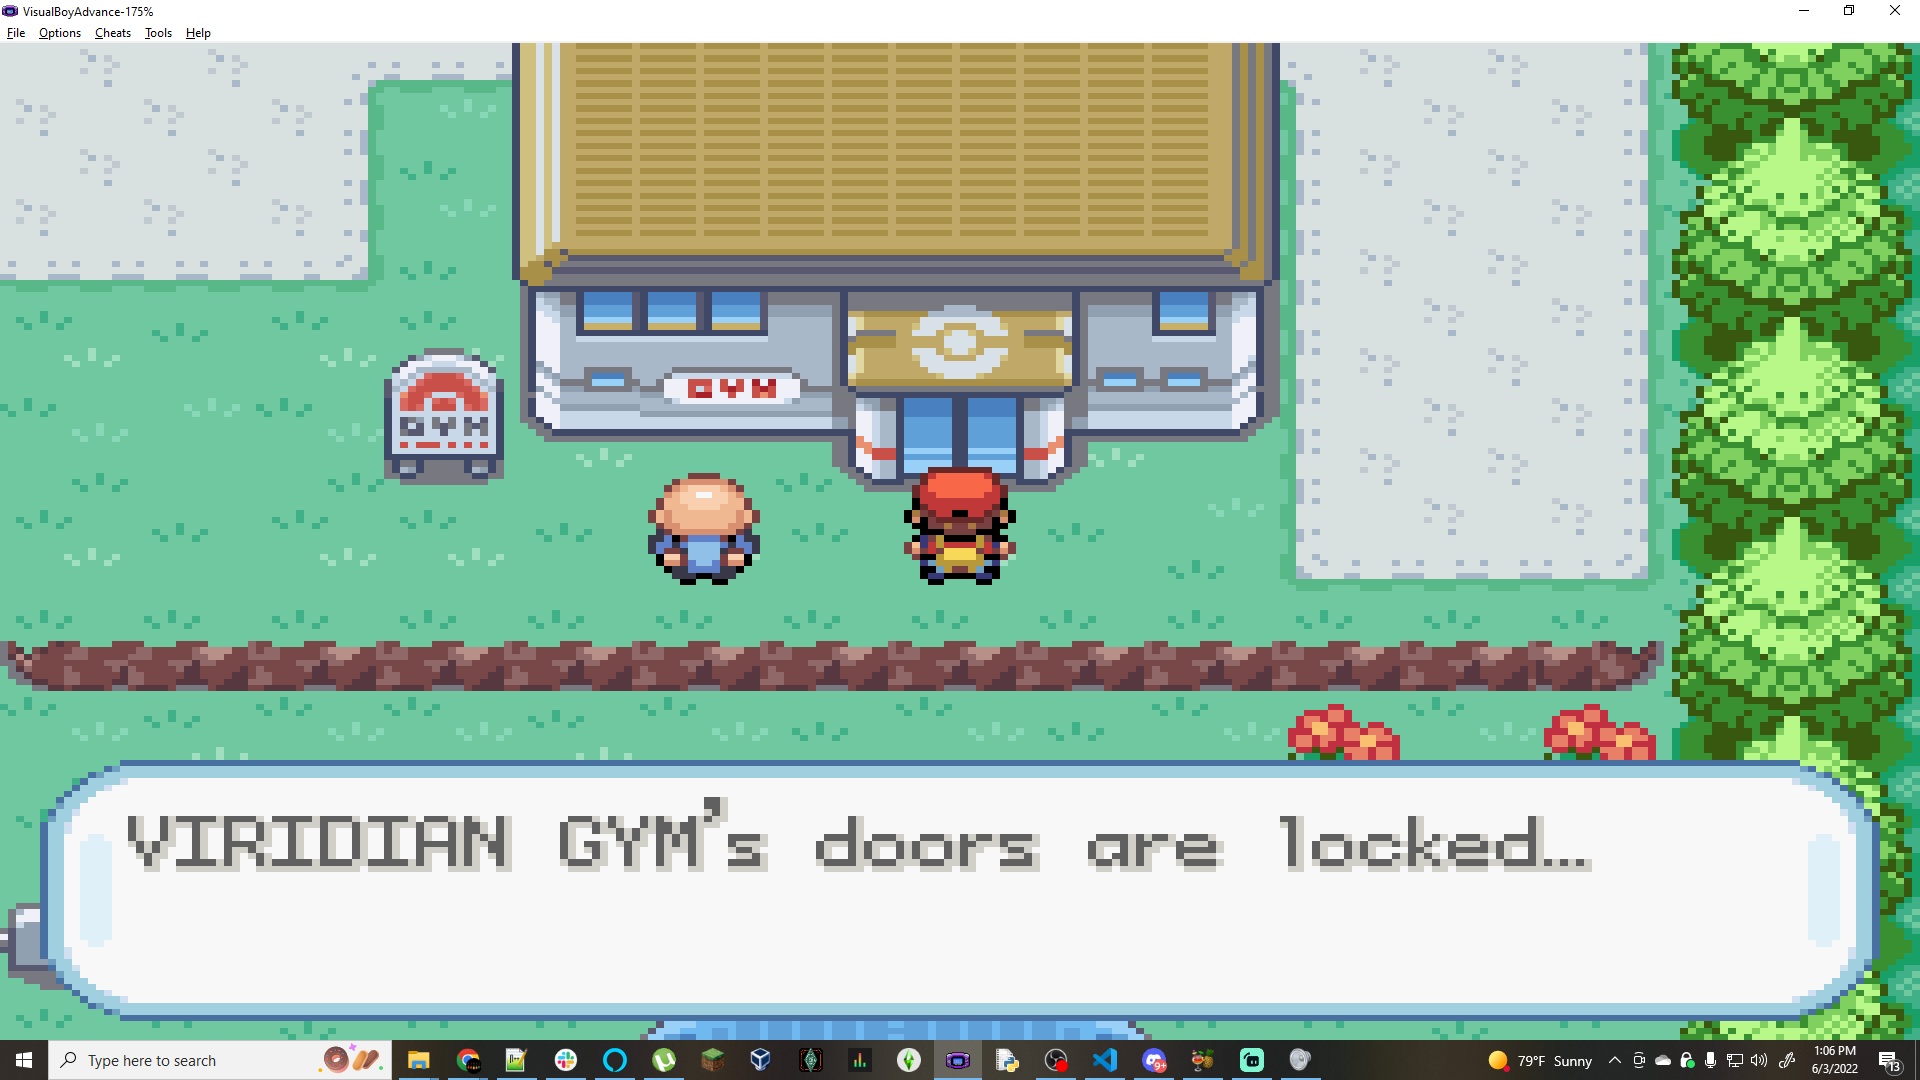 VisualBoyAdvance-175%
File Options Cheats Tools Help
GYM
GYM
VIRIDIAN GYM's doors are locked...
Type here to search
9+
79°F Sunny
1:06 PM
6/3/2022
13